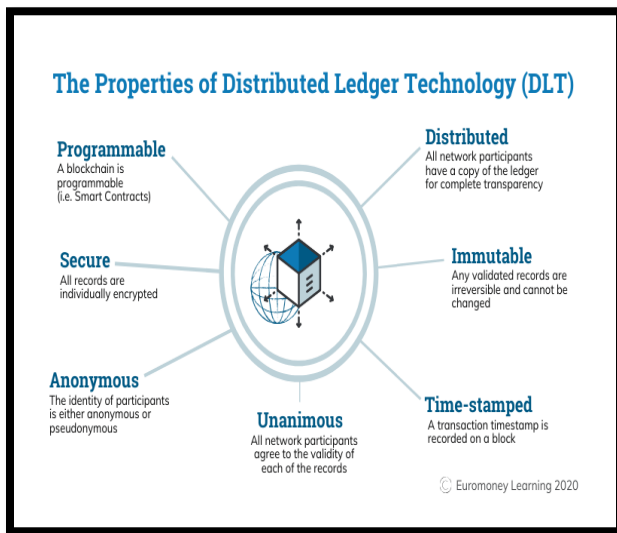 The Properties of Distributed Ledger Technology (DLT)
Programmable
A blockchain is
programmable
(i.e. Smart Contracts)
Distributed
All network participants
have a copy of the ledger
for complete transparency
Secure
All records are
individually encrypted
Immutable
Any validated records are
irreversible and cannot be
changed
Anonymous
The identity of participants
is either anonymous or
pseudonymous
Unanimous
All network participants
agree to the validity of
each of the records
Time-stamped
A transaction timestamp is
recorded on a block
© Euromoney Learning 2020